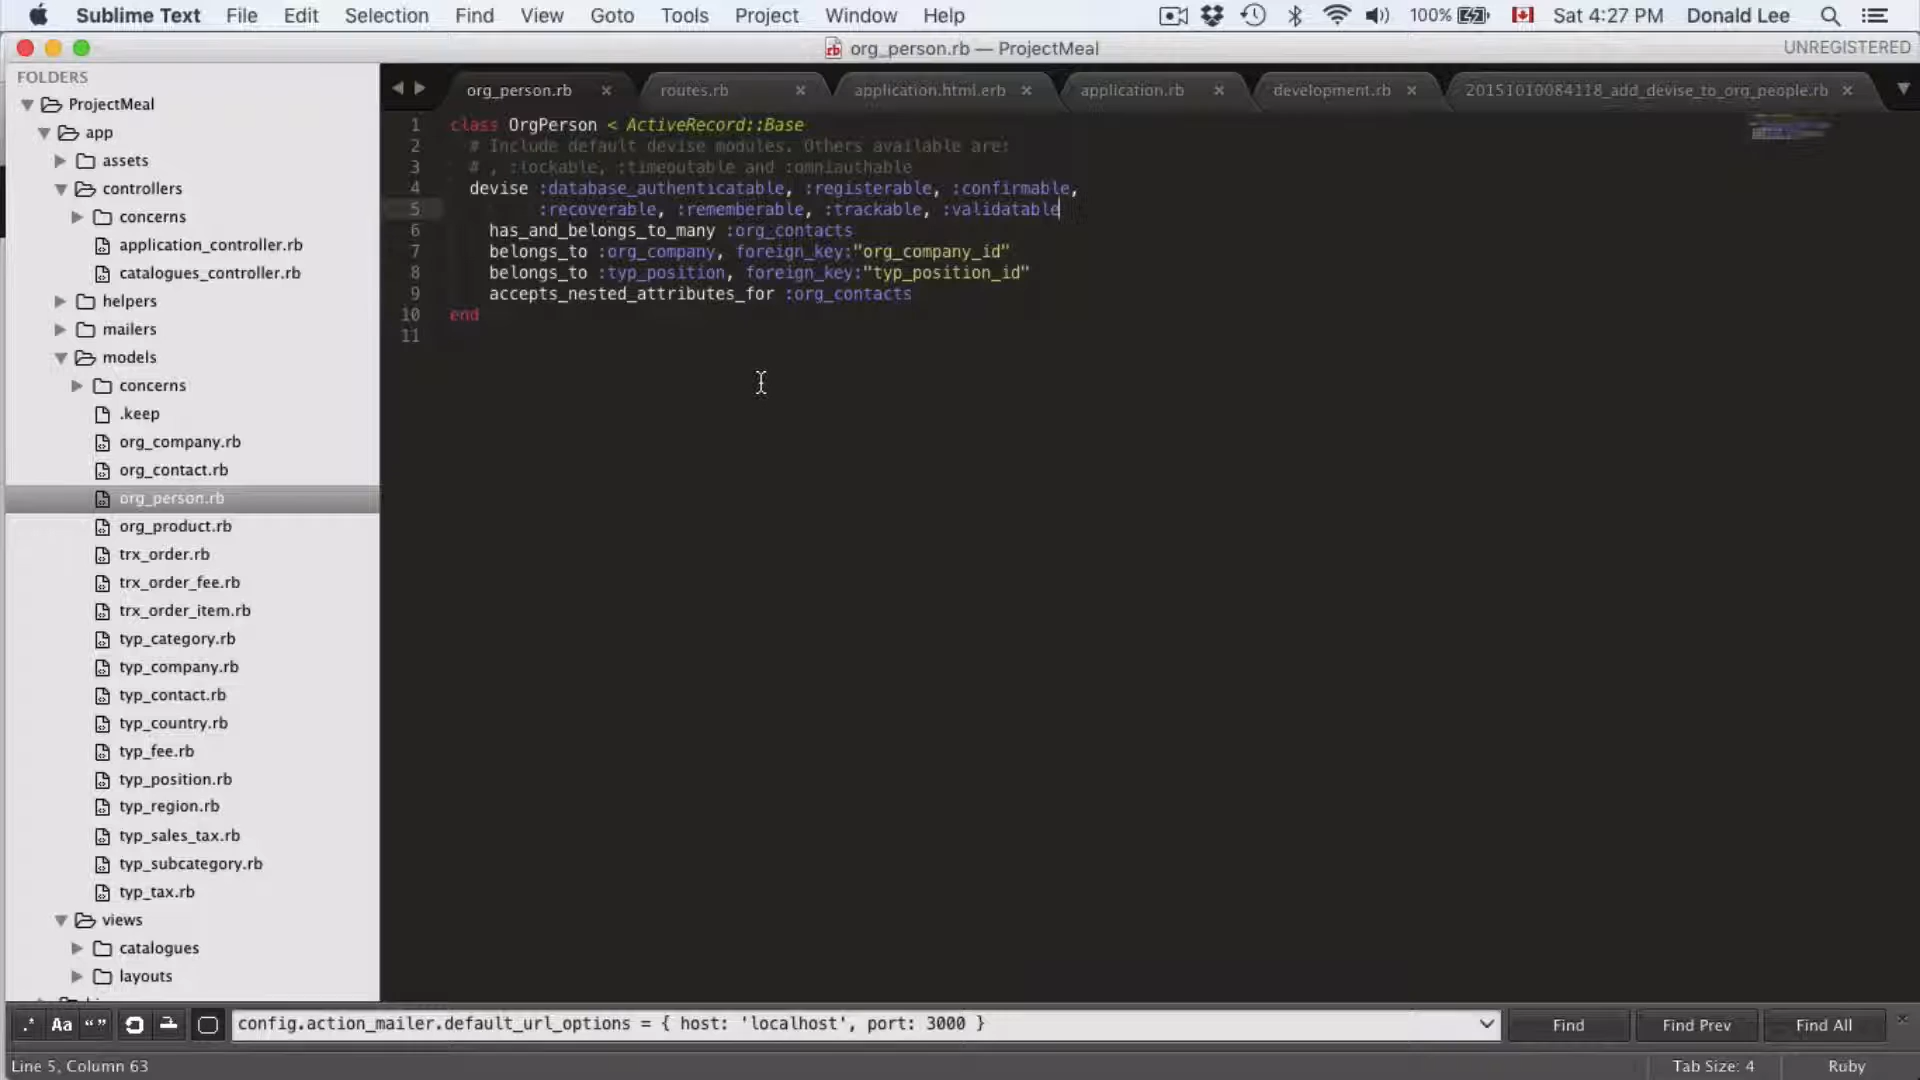 Sublime Text File Edit Selection Find View Goto Tools Project Window Help 100% Sat 4:27 PM Donald Lee
org_person.rb — ProjectMeal UNREGISTERED
FOLDERS
ProjectMeal
app
assets
controllers
concerns
application_controller.rb
catalogues_controller.rb
helpers
mailers
models
concerns
.keep
org_company.rb
org_contact.rb
org_person.rb
org_product.rb
trx_order.rb
trx_order_fee.rb
trx_order_item.rb
typ_category.rb
typ_company.rb
typ_contact.rb
typ_country.rb
typ_fee.rb
typ_position.rb
typ_region.rb
typ_sales_tax.rb
typ_subcategory.rb
typ_tax.rb
views
catalogues
layouts
org_person.rb routes.rb application.html.erb application.rb development.rb 20151010084118_add_devise_to_org_people.rb
1 class OrgPerson < ActiveRecord::Base
2 # Include default devise modules. Others available are:
3 # , :lockable, :timeoutable and :omniauthable
4 devise :database_authenticatable, :registerable, :confirmable,
5 :recoverable, :rememberable, :trackable, :validatable
6 has_and_belongs_to_many :org_contacts
7 belongs_to :org_company, foreign_key:"org_company_id"
8 belongs_to :typ_position, foreign_key:"typ_position_id"
9 accepts_nested_attributes_for :org_contacts
10 end
11
.* Aa “” config.action_mailer.default_url_options = { host: 'localhost', port: 3000 } Find Find Prev Find All
Line 5, Column 63 Tab Size: 4 Ruby